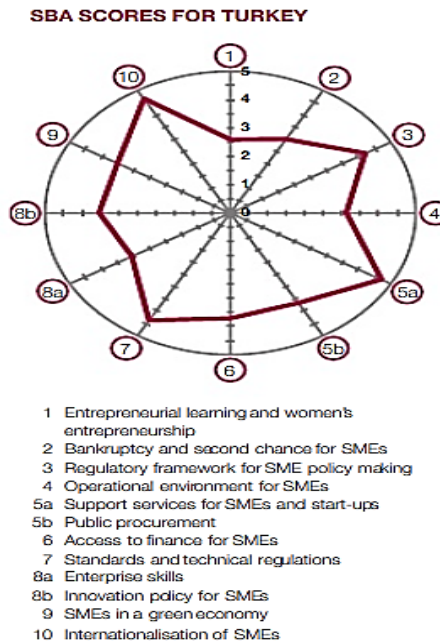 SBA SCORES FOR TURKEY
1
5
10
2
4
9
3
3
2
1
8b
0
4
8a
5a
7
5b
6
1 Entrepreneurial learning and women's
entrepreneurship
2 Bankruptcy and second chance for SMEs
3 Regulatory framework for SME policy making
4 Operational environment for SMEs
5a Support services for SMEs and start-ups
5b Public procurement
6 Access to finance for SMEs
7 Standards and technical regulations
8a Enterprise skills
8b Innovation policy for SMEs
9 SMEs in a green economy
10 Internationalisation of SMEs